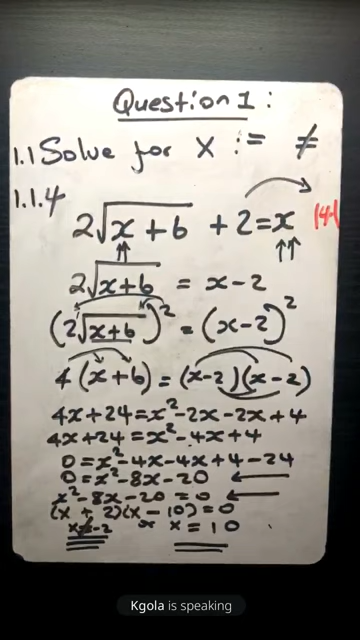 Question 1:
1.1 Solve for x := ≠
1.1.4
2√x+6 + 2 = x (4)
2√x+6 = x-2
(2√x+6)² = (x-2)²
4(x+6) = (x-2)(x-2)
4x+24=x²-2x-2x+4
4x+24=x²-4x+4
0=x²-4x-4x+4-24
0=x²-8x-20
x²-8x-20=0
(x+2)(x-10)=0
x≠-2 or x=10
Kgola is speaking